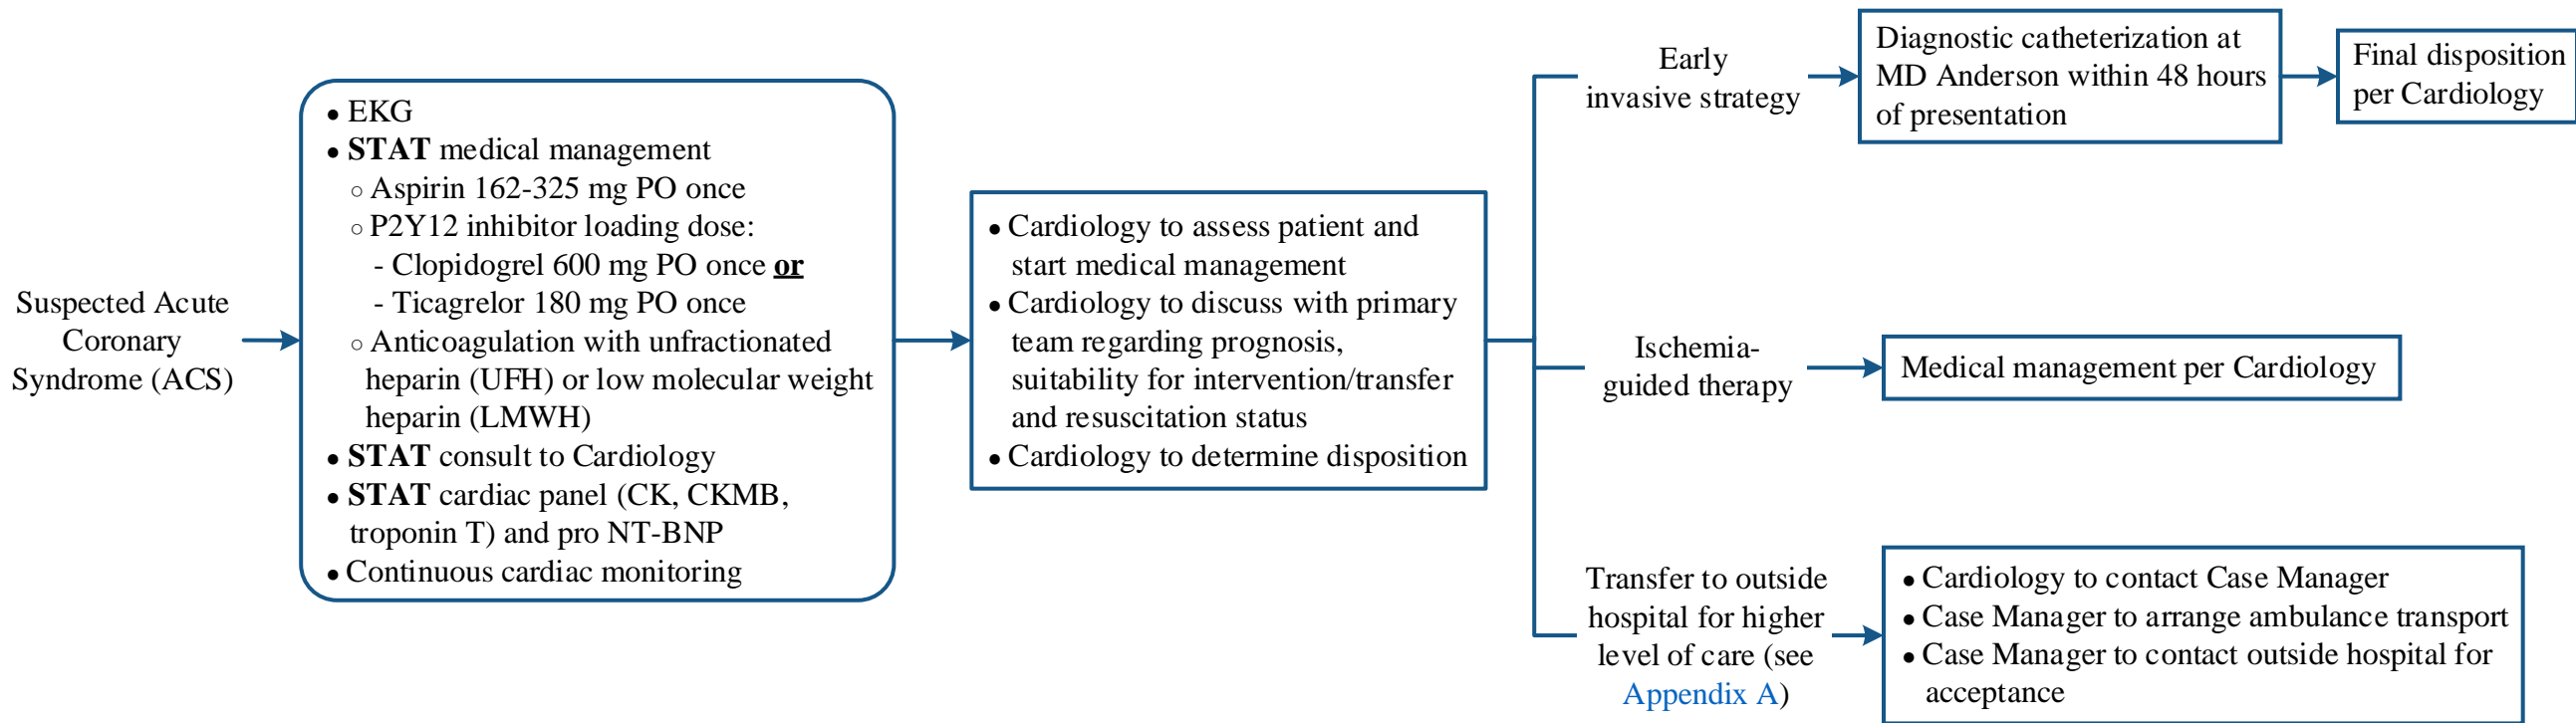 Suspected Acute
Coronary
Syndrome (ACS)
● EKG
● STAT medical management
○ Aspirin 162-325 mg PO once
○ P2Y12 inhibitor loading dose:
- Clopidogrel 600 mg PO once or
- Ticagrelor 180 mg PO once
○ Anticoagulation with unfractionated
heparin (UFH) or low molecular weight
heparin (LMWH)
● STAT consult to Cardiology
● STAT cardiac panel (CK, CKMB,
troponin T) and pro NT-BNP
● Continuous cardiac monitoring
● Cardiology to assess patient and
start medical management
● Cardiology to discuss with primary
team regarding prognosis,
suitability for intervention/transfer
and resuscitation status
● Cardiology to determine disposition
Early
invasive strategy
Diagnostic catheterization at
MD Anderson within 48 hours
of presentation
Final disposition
per Cardiology
Ischemia-
guided therapy
Medical management per Cardiology
Transfer to outside
hospital for higher
level of care (see
Appendix A)
● Cardiology to contact Case Manager
● Case Manager to arrange ambulance transport
● Case Manager to contact outside hospital for
acceptance